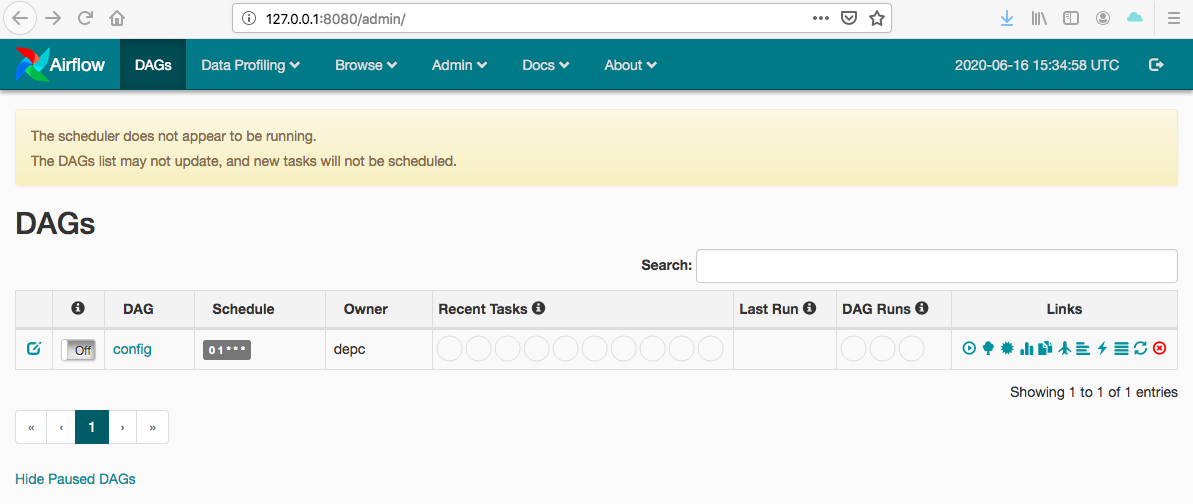 127.0.0.1:8080/admin/
Airflow DAGs Data Profiling Browse Admin Docs About 2020-06-16 15:34:58 UTC
The scheduler does not appear to be running.
The DAGs list may not update, and new tasks will not be scheduled.
DAGs
Search:
DAG Schedule Owner Recent Tasks Last Run DAG Runs Links
Off config 0 1 * * * depc
Showing 1 to 1 of 1 entries
« ‹ 1 › »
Hide Paused DAGs